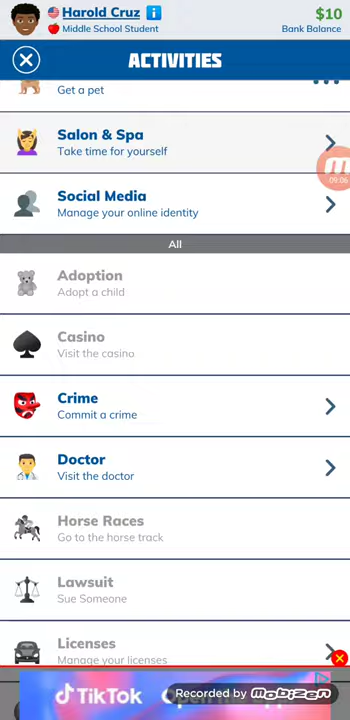 Harold Cruz
$10
Middle School Student
Bank Balance
ACTIVITIES
Get a pet
Salon & Spa
Take time for yourself
09:06
Social Media
Manage your online identity
All
Adoption
Adopt a child
Casino
Visit the casino
Crime
Commit a crime
Doctor
Visit the doctor
Horse Races
Go to the horse track
Lawsuit
Sue Someone
Licenses
Manage your licenses
TikTok
Recorded by Mobizen